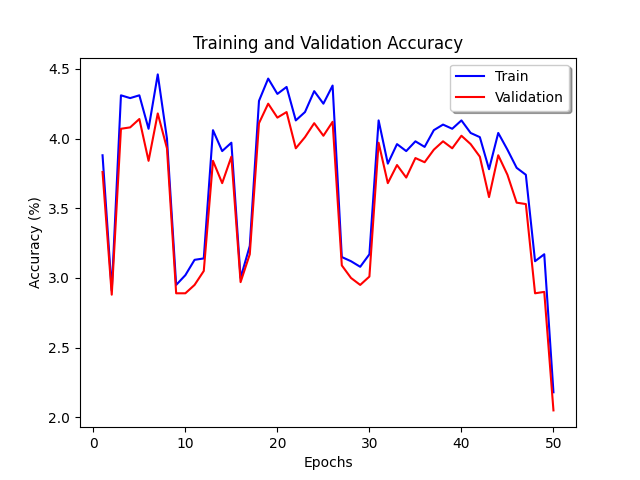 Training and Validation Accuracy
Train
Validation
Accuracy (%)
4.5
4.0
3.5
3.0
2.5
2.0
0 10 20 30 40 50
Epochs